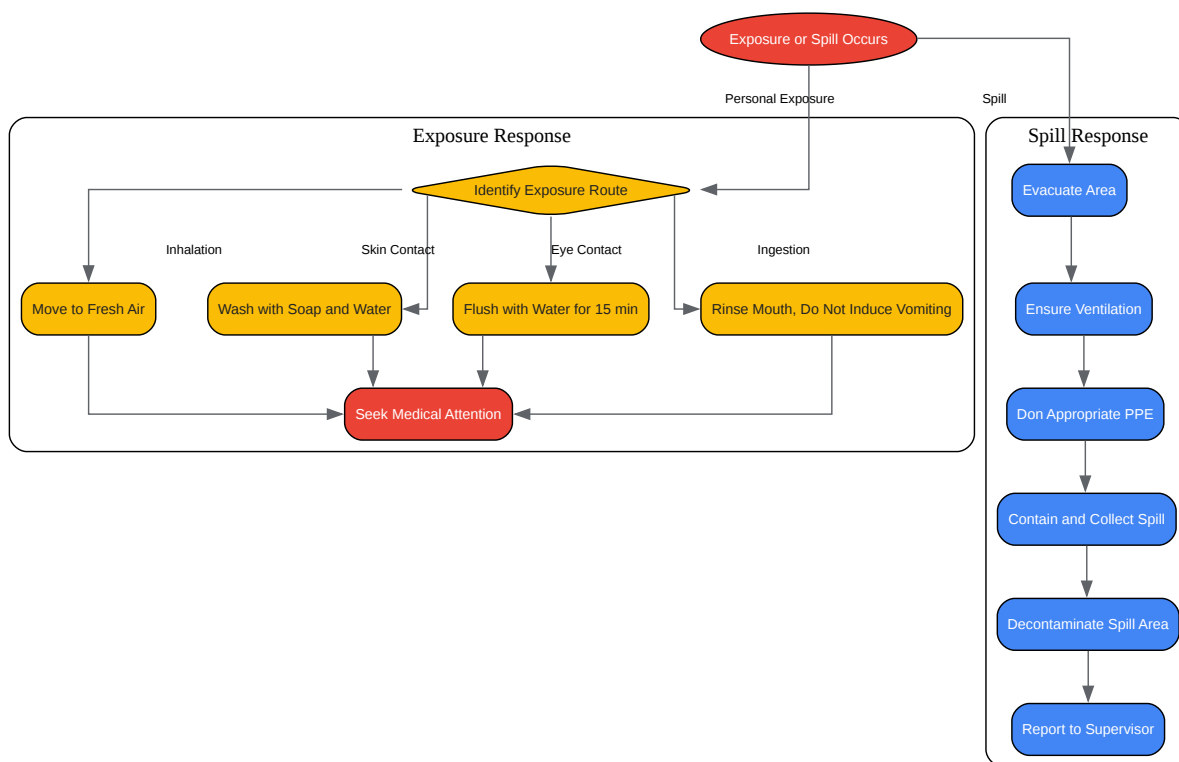 Exposure or Spill Occurs
Personal Exposure
Spill
Exposure Response
Spill Response
Identify Exposure Route
Evacuate Area
Inhalation
Skin Contact
Eye Contact
Ingestion
Move to Fresh Air
Wash with Soap and Water
Flush with Water for 15 min
Rinse Mouth, Do Not Induce Vomiting
Ensure Ventilation
Seek Medical Attention
Don Appropriate PPE
Contain and Collect Spill
Decontaminate Spill Area
Report to Supervisor